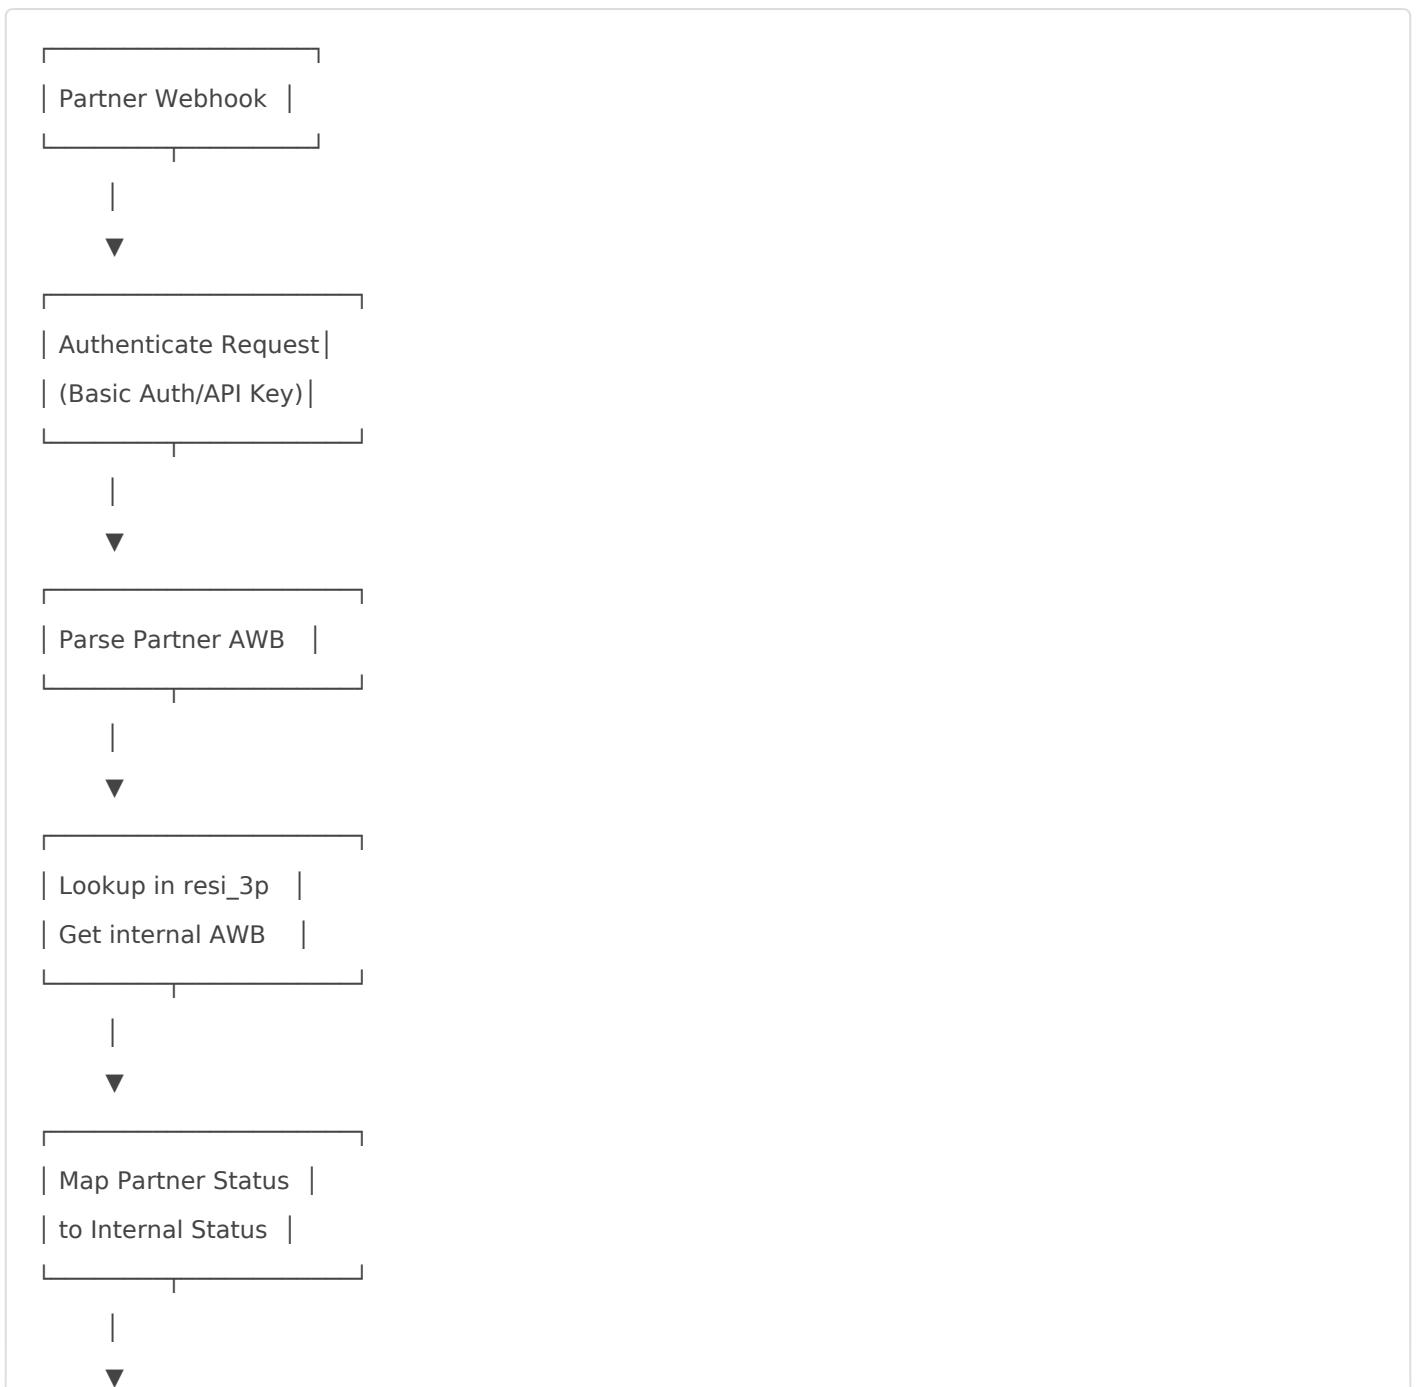 ┌─────────────────┐
│ Partner Webhook │
└────────┬────────┘
│
▼
┌────────────────────┐
│ Authenticate Request│
│ (Basic Auth/API Key)│
└────────┬───────────┘
│
▼
┌────────────────────┐
│ Parse Partner AWB │
└────────┬───────────┘
│
▼
┌────────────────────┐
│ Lookup in resi_3p │
│ Get internal AWB │
└────────┬───────────┘
│
▼
┌────────────────────┐
│ Map Partner Status │
│ to Internal Status │
└────────┬───────────┘
│
▼